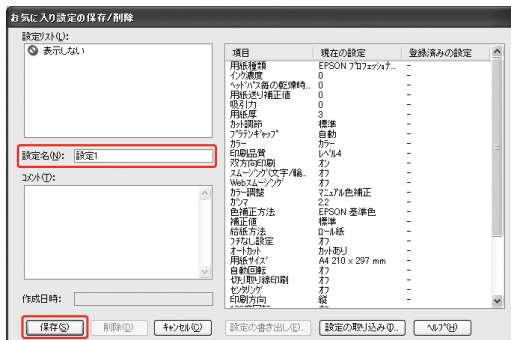 お気に入り設定の保存/削除
設定リスト(L):
表示しない
項目 現在の設定 登録済みの設定
用紙種類 EPSON プロフェッショナ... -
インク濃度 0 -
ヘッドパス毎の乾燥時... 0 -
用紙送り補正値 0 -
吸引力 0 -
用紙厚 3 -
カット調節 標準 -
プラテンギャップ 自動 -
カラー カラー -
印刷品質 レベル4 -
双方向印刷 オン -
スムージング(文字/輪... オフ -
Webスムージング オフ -
カラー調整 マニュアル色補正 -
ガンマ 2.2 -
色補正方法 EPSON 基準色 -
補正値 標準 -
給紙方法 ロール紙 -
フチなし設定 オフ -
オートカット カットあり -
用紙サイズ A4 210 x 297 mm -
自動回転 オフ -
切り取り線印刷 オフ -
センタリング オフ -
印刷方向 縦 -
設定名(N): 設定1
コメント(T):
作成日時:
保存(S) 削除(D) キャンセル(C) 設定の書き出し(E)... 設定の取り込み(I)... ヘルプ(H)